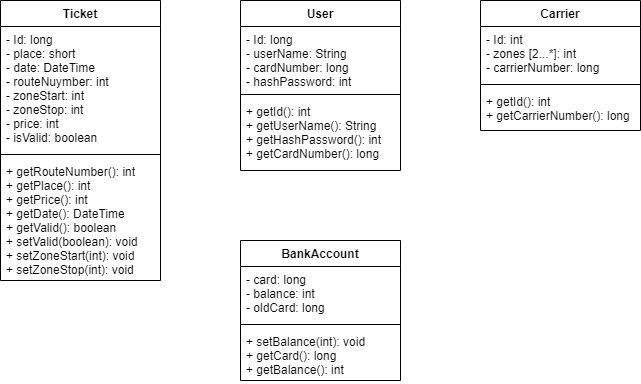 Ticket
- Id: long
- place: short
- date: DateTime
- routeNuymber: int
- zoneStart: int
- zoneStop: int
- price: int
- isValid: boolean
+ getRouteNumber(): int
+ getPlace(): int
+ getPrice(): int
+ getDate(): DateTime
+ getValid(): boolean
+ setValid(boolean): void
+ setZoneStart(int): void
+ setZoneStop(int): void
User
- Id: long
- userName: String
- cardNumber: long
- hashPassword: int
+ getId(): int
+ getUserName(): String
+ getHashPassword(): int
+ getCardNumber(): long
Carrier
- Id: int
- zones [2...*]: int
- carrierNumber: long
+ getId(): int
+ getCarrierNumber(): long
BankAccount
- card: long
- balance: int
- oldCard: long
+ setBalance(int): void
+ getCard(): long
+ getBalance(): int